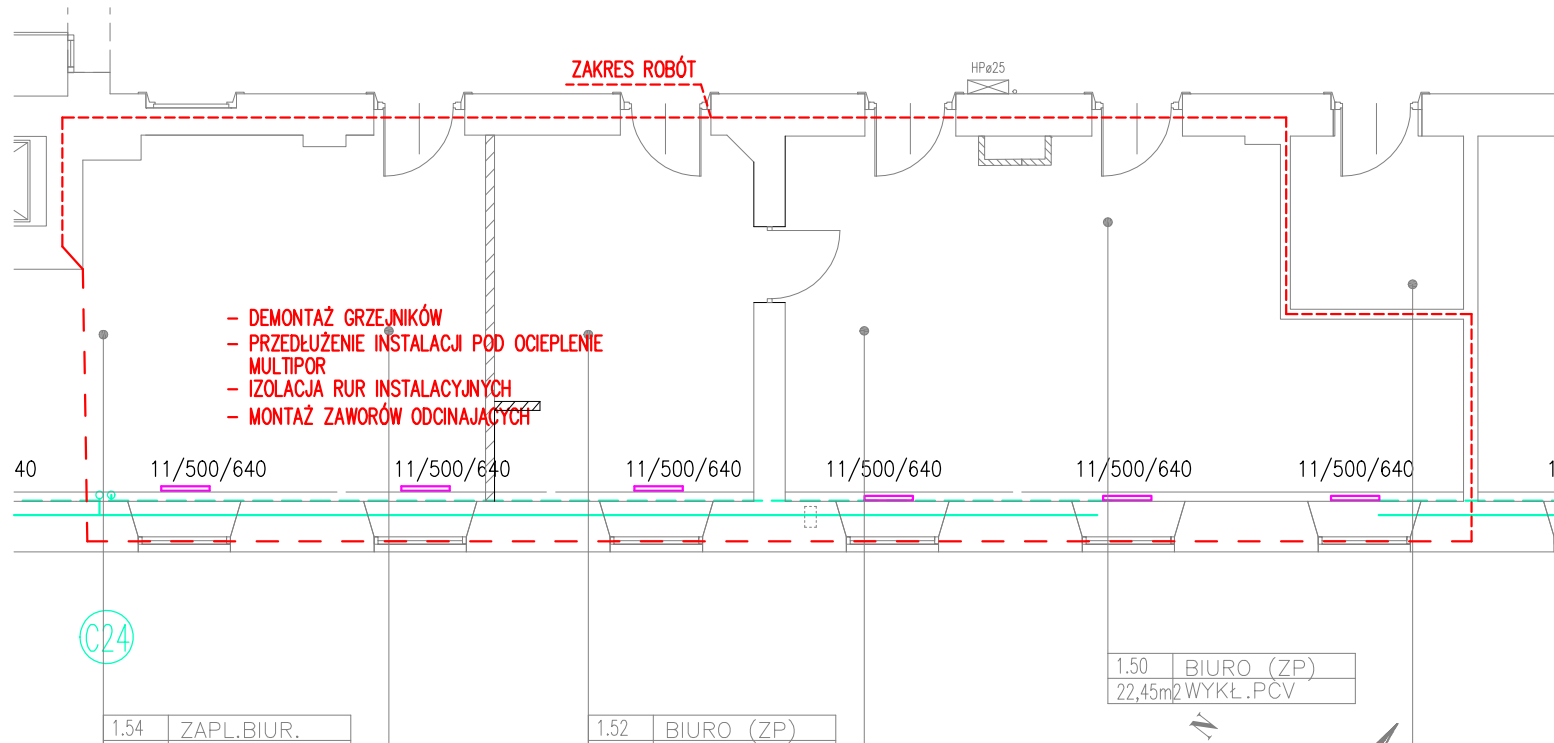 ZAKRES ROBÓT
HPø25
- DEMONTAŻ GRZEJNIKÓW
- PRZEDŁUŻENIE INSTALACJI POD OCIEPLENIE
MULTIPOR
- IZOLACJA RUR INSTALACYJNYCH
- MONTAŻ ZAWORÓW ODCINAJĄCYCH
40 11/500/640 11/500/640 11/500/640 11/500/640 11/500/640 11/500/640 1
C24
1.50 BIURO (ZP)
22,45m2 WYKŁ.PCV
1.54 ZAPL.BIUR.
1.52 BIURO (ZP)
N